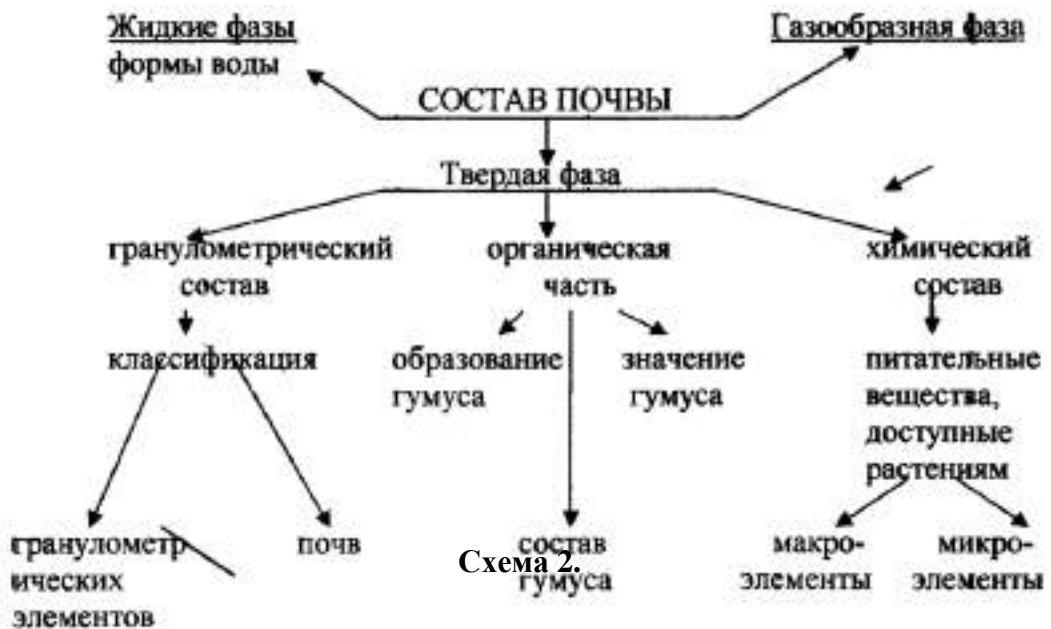 Жидкие фазы
формы воды
Газообразная фаза
СОСТАВ ПОЧВЫ
Твердая фаза
гранулометрический
состав
органическая
часть
химический
состав
классификация
образование
гумуса
значение
гумуса
питательные
вещества,
доступные
растениям
гранулометр
ических
элементов
почв
состав
гумуса
макро-
элементы
микро-
элементы
Схема 2.